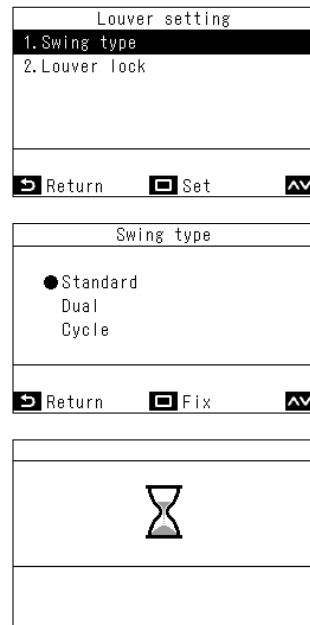 Louver setting
1.Swing type
2.Louver lock
Return Set
Swing type
Standard
Dual
Cycle
Return Fix